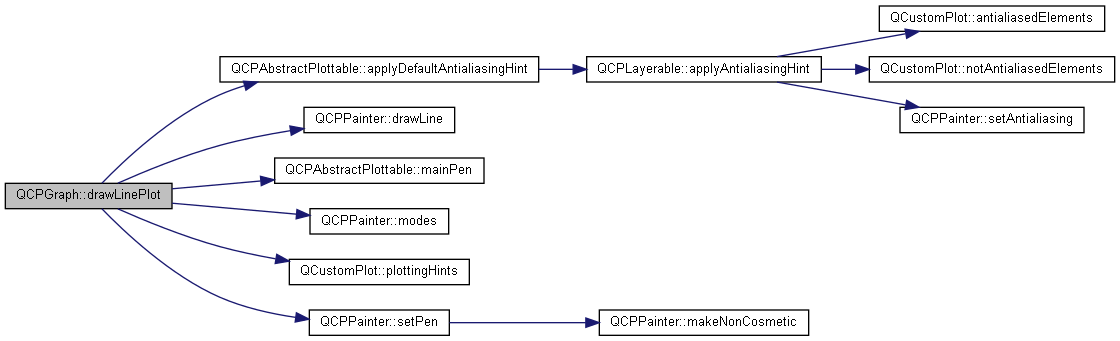 QCPGraph::drawLinePlot
QCPAbstractPlottable::applyDefaultAntialiasingHint
QCPLayerable::applyAntialiasingHint
QCustomPlot::antialiasedElements
QCustomPlot::notAntialiasedElements
QCPPainter::setAntialiasing
QCPPainter::drawLine
QCPAbstractPlottable::mainPen
QCPPainter::modes
QCustomPlot::plottingHints
QCPPainter::setPen
QCPPainter::makeNonCosmetic